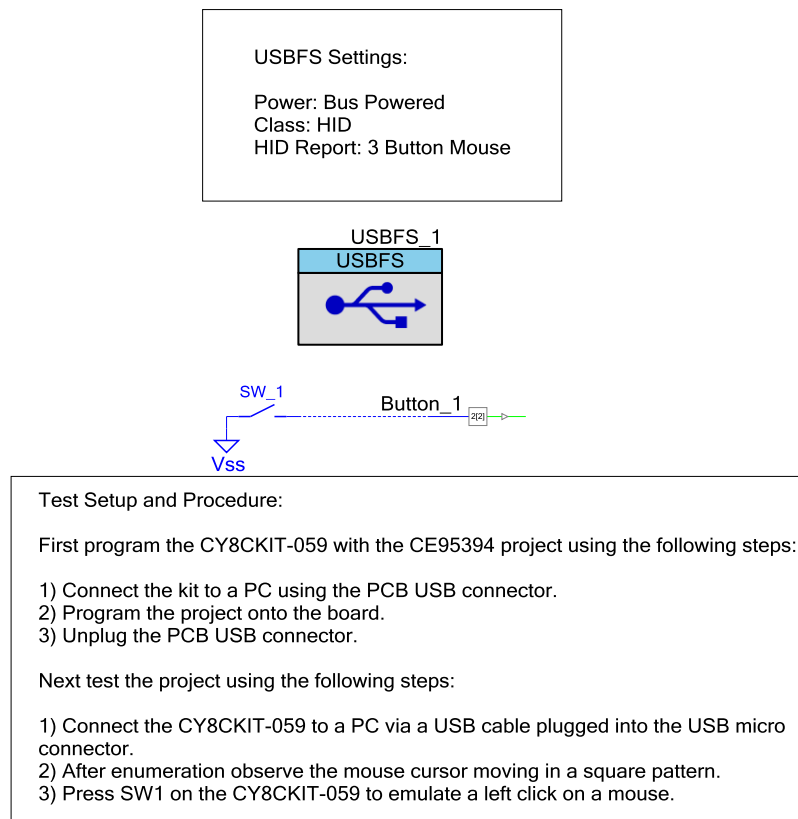 USBFS Settings:
Power: Bus Powered
Class: HID
HID Report: 3 Button Mouse
USBFS_1
USBFS
SW_1
Button_1
2[2]
Vss
Test Setup and Procedure:
First program the CY8CKIT-059 with the CE95394 project using the following steps:
1) Connect the kit to a PC using the PCB USB connector.
2) Program the project onto the board.
3) Unplug the PCB USB connector.
Next test the project using the following steps:
1) Connect the CY8CKIT-059 to a PC via a USB cable plugged into the USB micro
connector.
2) After enumeration observe the mouse cursor moving in a square pattern.
3) Press SW1 on the CY8CKIT-059 to emulate a left click on a mouse.